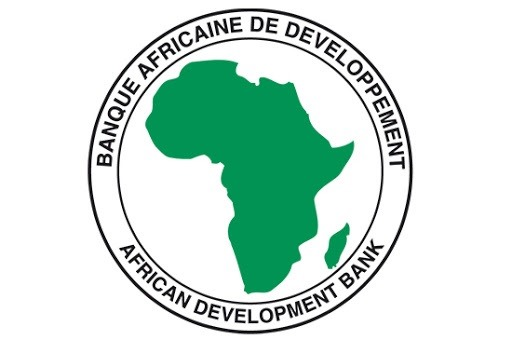 BANQUE AFRICAINE DE DEVELOPPEMENT
AFRICAN DEVELOPMENT BANK